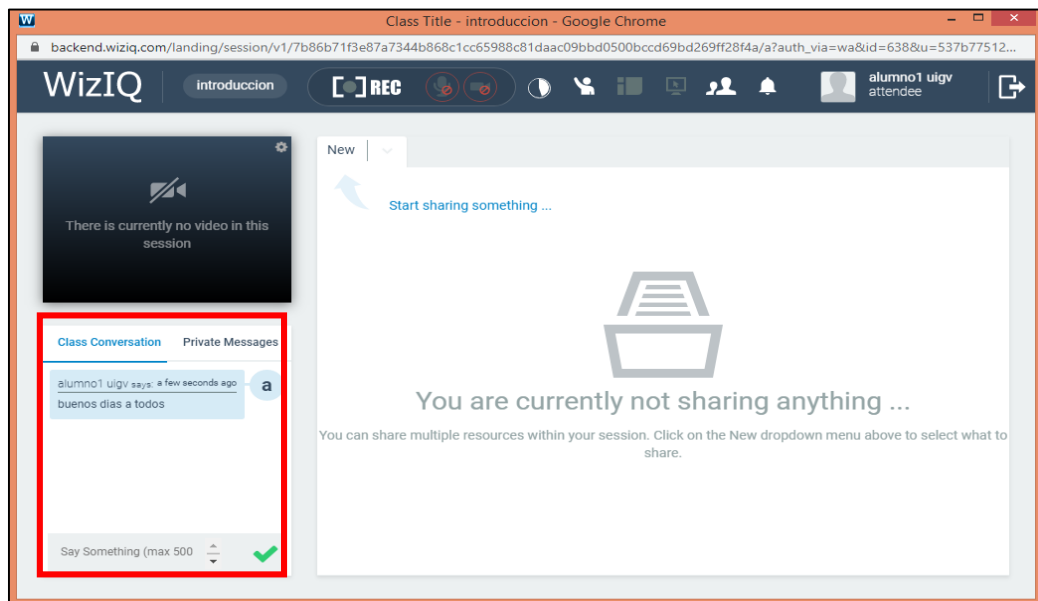 W Class Title - introduccion - Google Chrome
backend.wiziq.com/landing/session/v1/7b86b71f3e87a7344b868c1cc65988c81daac09bbd0500bccd69bd269ff28f4a/a?auth_via=wa&id=638&u=537b77512...
WizIQ introduccion REC alumno1 uigv
attendee
There is currently no video in this
session
New
Start sharing something ...
Class Conversation Private Messages
alumno1 uigv says: a few seconds ago a
buenos dias a todos
You are currently not sharing anything ...
You can share multiple resources within your session. Click on the New dropdown menu above to select what to
share.
Say Something (max 500